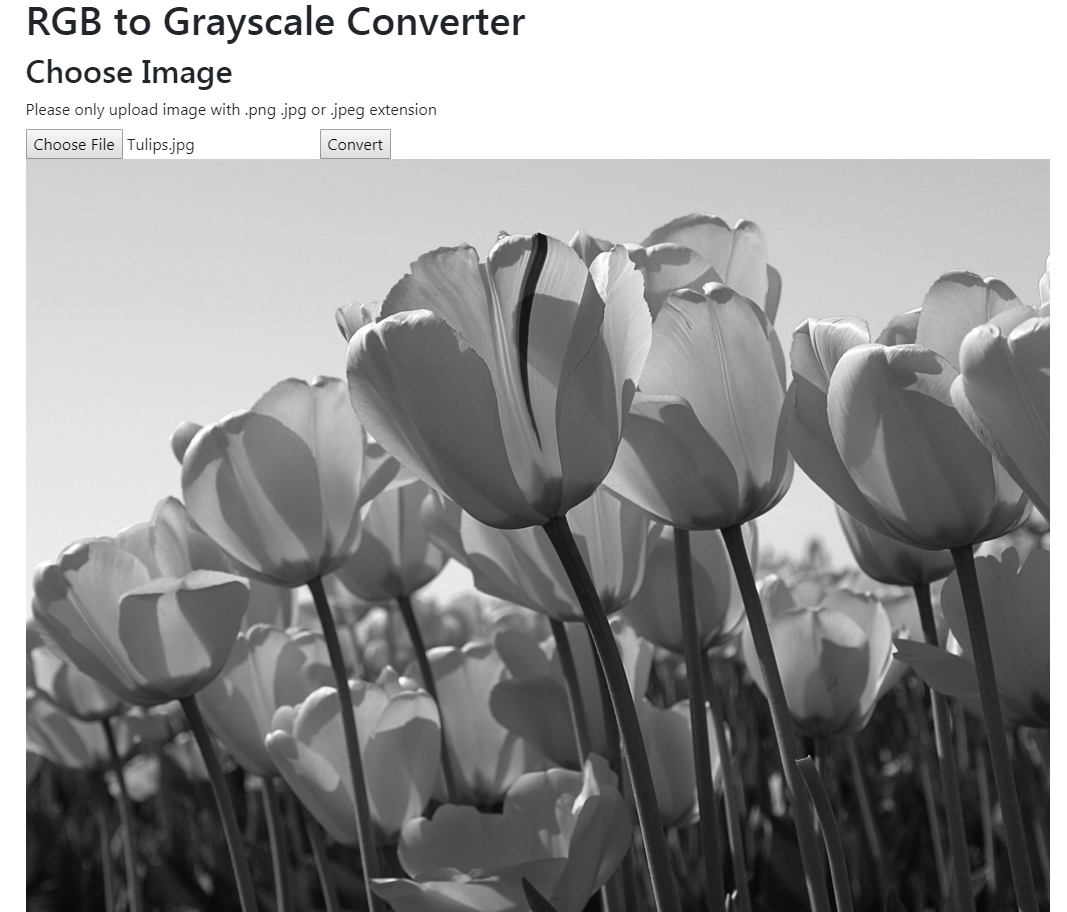 RGB to Grayscale Converter
Choose Image
Please only upload image with .png .jpg or .jpeg extension
Choose File Tulips.jpg Convert